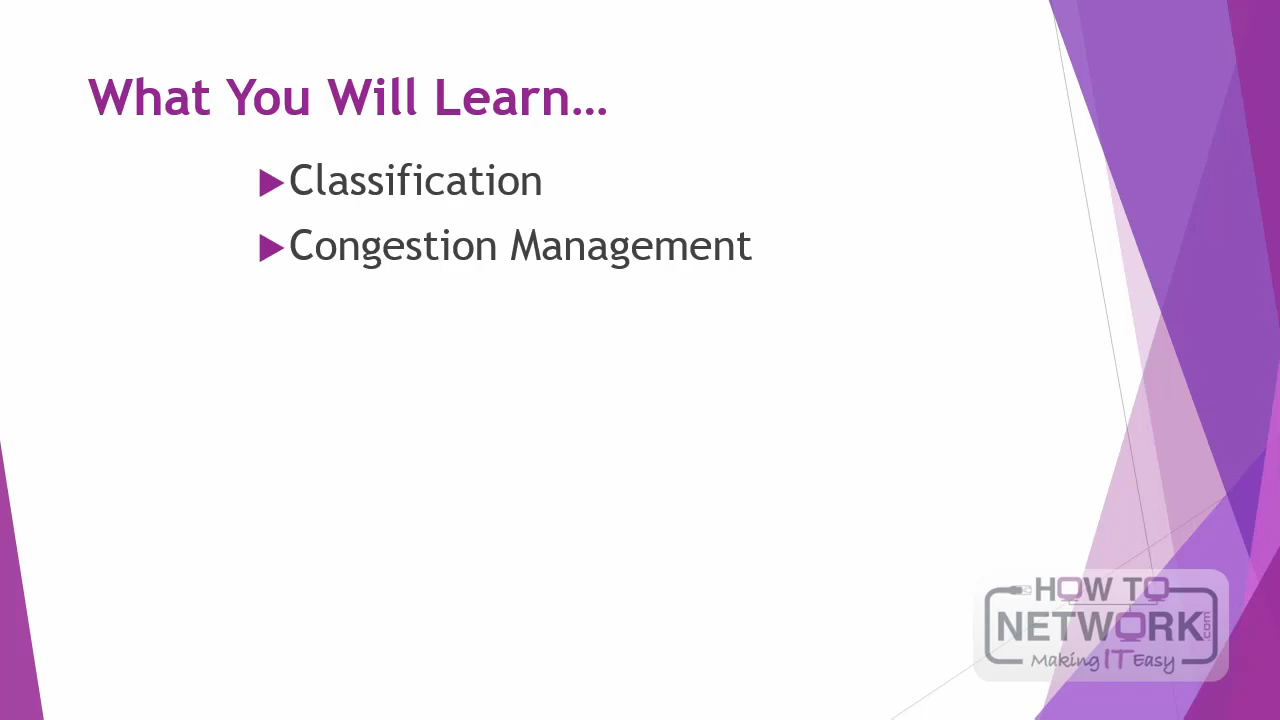 What You Will Learn…
Classification
Congestion Management
HOW TO
NETWORK.com
Making IT Easy